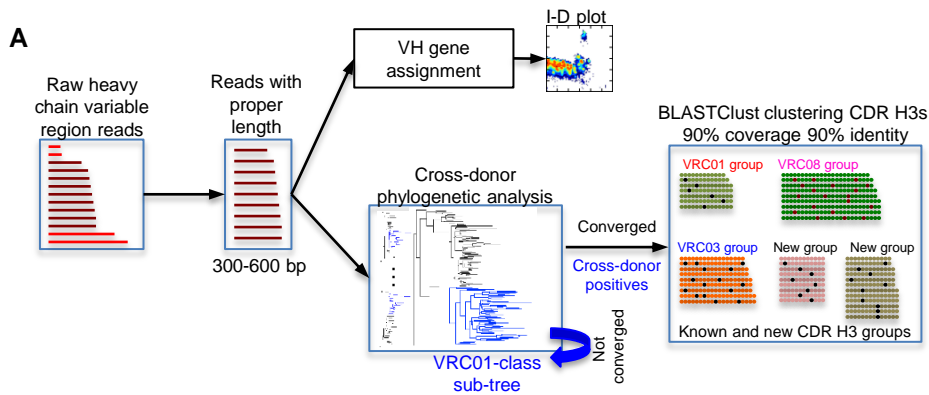 A
I-D plot
VH gene
assignment
Raw heavy
chain variable
region reads
Reads with
proper
length
300-600 bp
Cross-donor
phylogenetic analysis
VRC01-class
sub-tree
Not
converged
Converged
Cross-donor
positives
BLASTClust clustering CDR H3s
90% coverage 90% identity
VRC01 group
VRC08 group
VRC03 group
New group
New group
Known and new CDR H3 groups